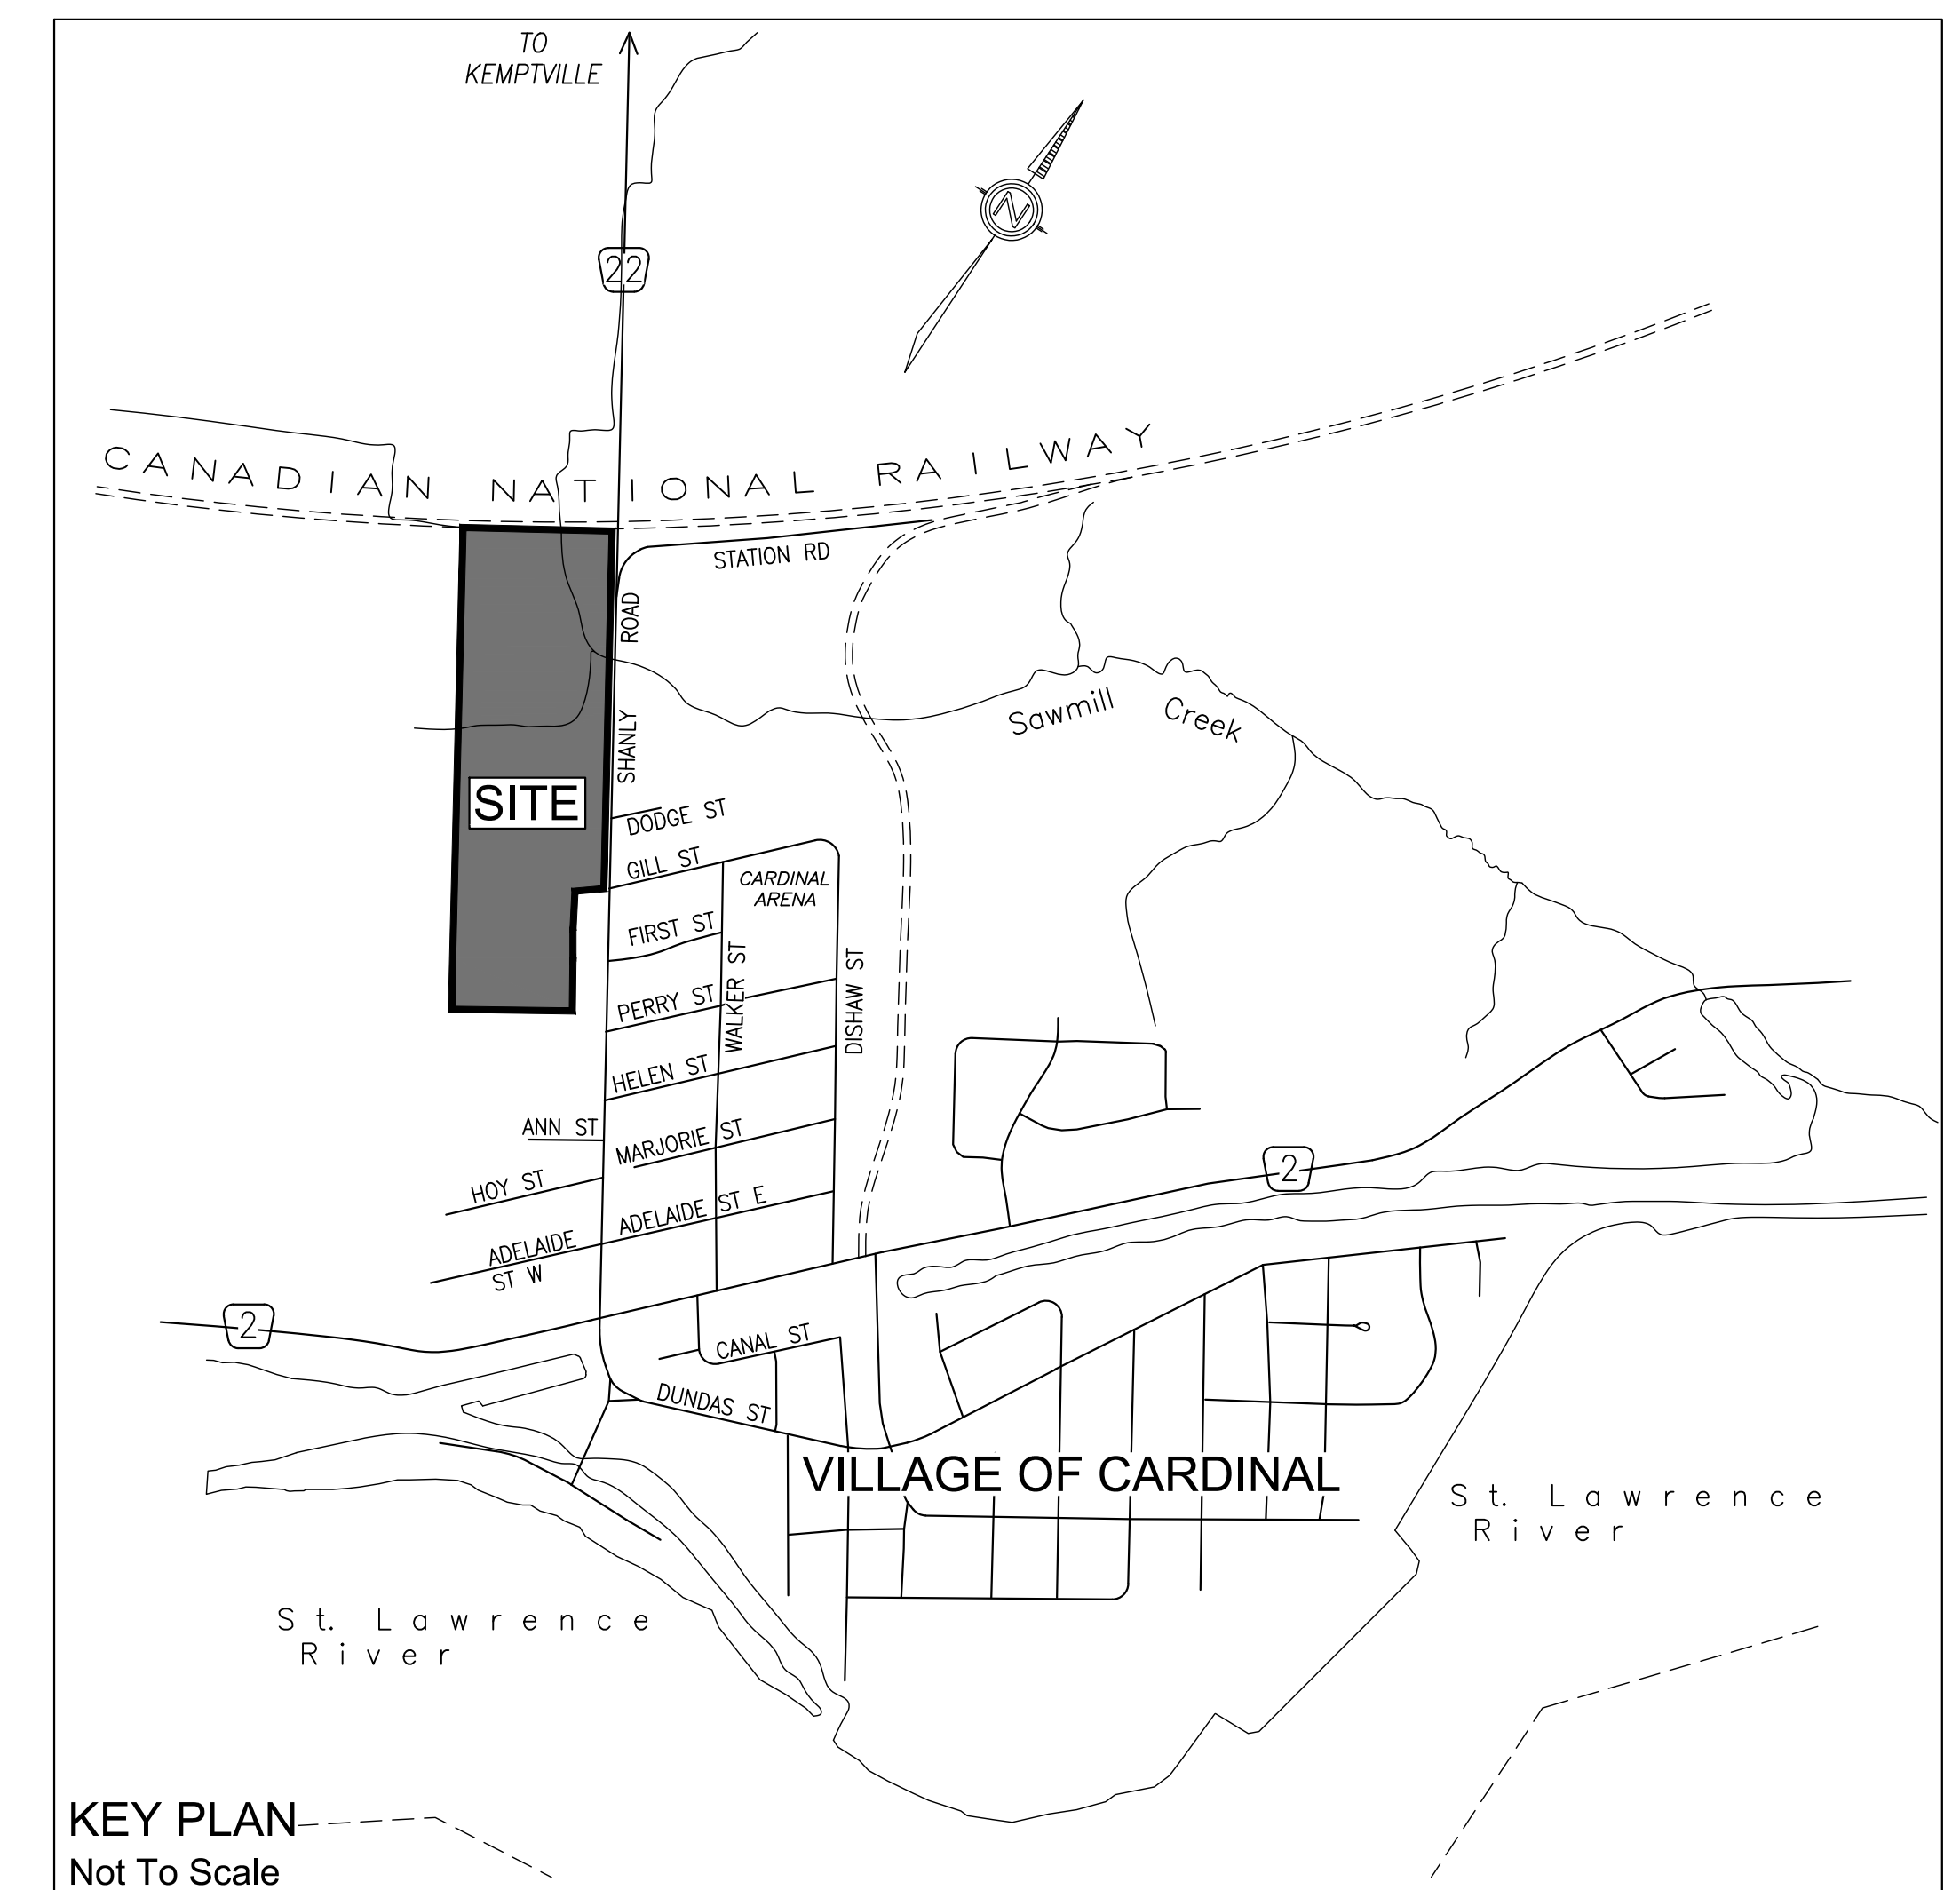 TO
KEMPTVILLE
N
22
CANADIAN NATIONAL RAILWAY
STATION RD
SHANLY ROAD
Sawmill Creek
SITE
DODGE ST
GILL ST
CARDINAL
ARENA
FIRST ST
WALKER ST
DISHAW ST
PERRY ST
HELEN ST
ANN ST
MARJORIE ST
HOY ST
ADELAIDE ST E
ADELAIDE
ST W
2
2
CANAL ST
DUNDAS ST
VILLAGE OF CARDINAL
St. Lawrence
River
St. Lawrence
River
KEY PLAN
Not To Scale